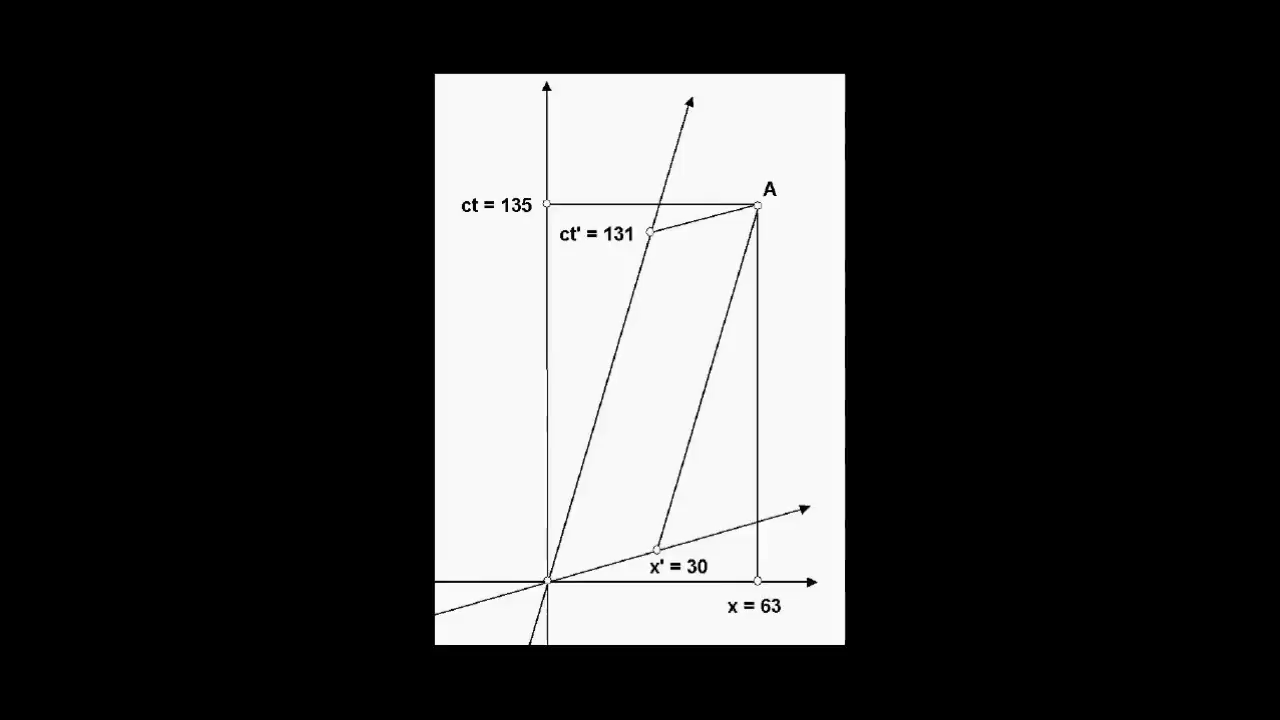 A
ct = 135
ct' = 131
x' = 30
x = 63